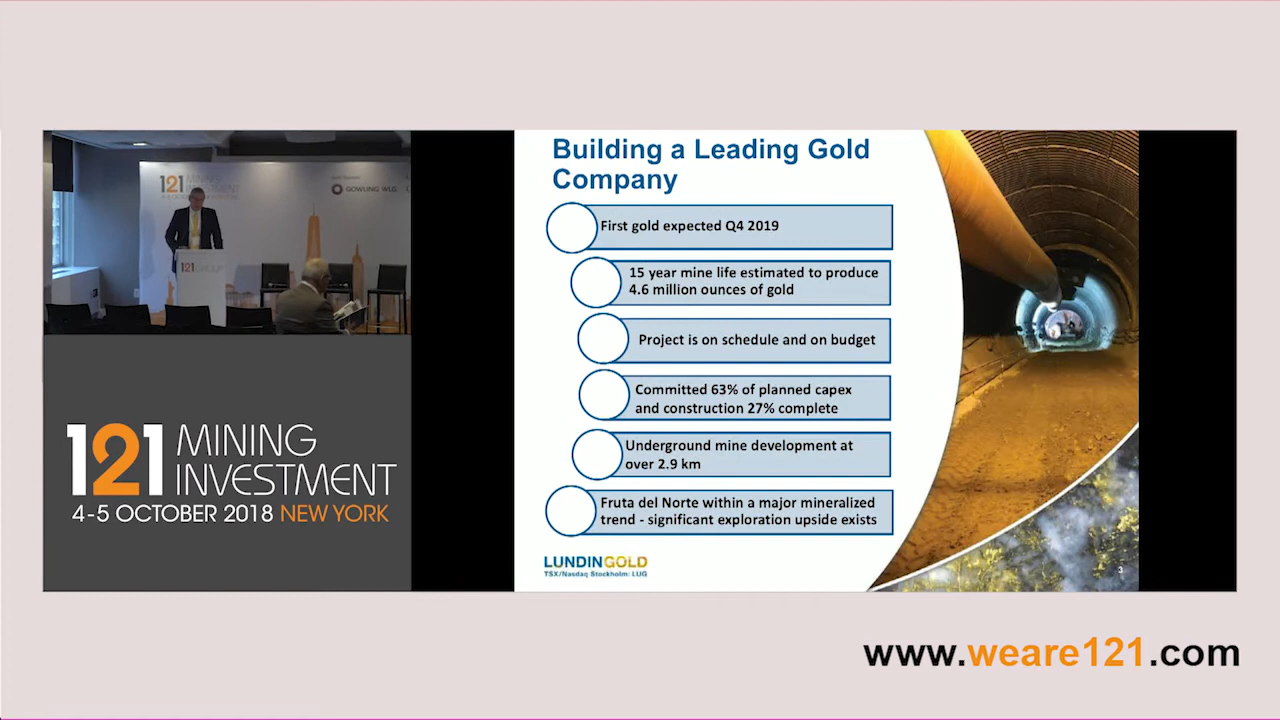 121 MINING
INVESTMENT
GOWLING WLG
121 GROUP
121 MINING
INVESTMENT
4-5 OCTOBER 2018 NEW YORK
Building a Leading Gold
Company
First gold expected Q4 2019
15 year mine life estimated to produce
4.6 million ounces of gold
Project is on schedule and on budget
Committed 63% of planned capex
and construction 27% complete
Underground mine development at
over 2.9 km
Fruta del Norte within a major mineralized
trend - significant exploration upside exists
LUNDINGOLD
TSX/Nasdaq Stockholm: LUG
3
www.weare121.com